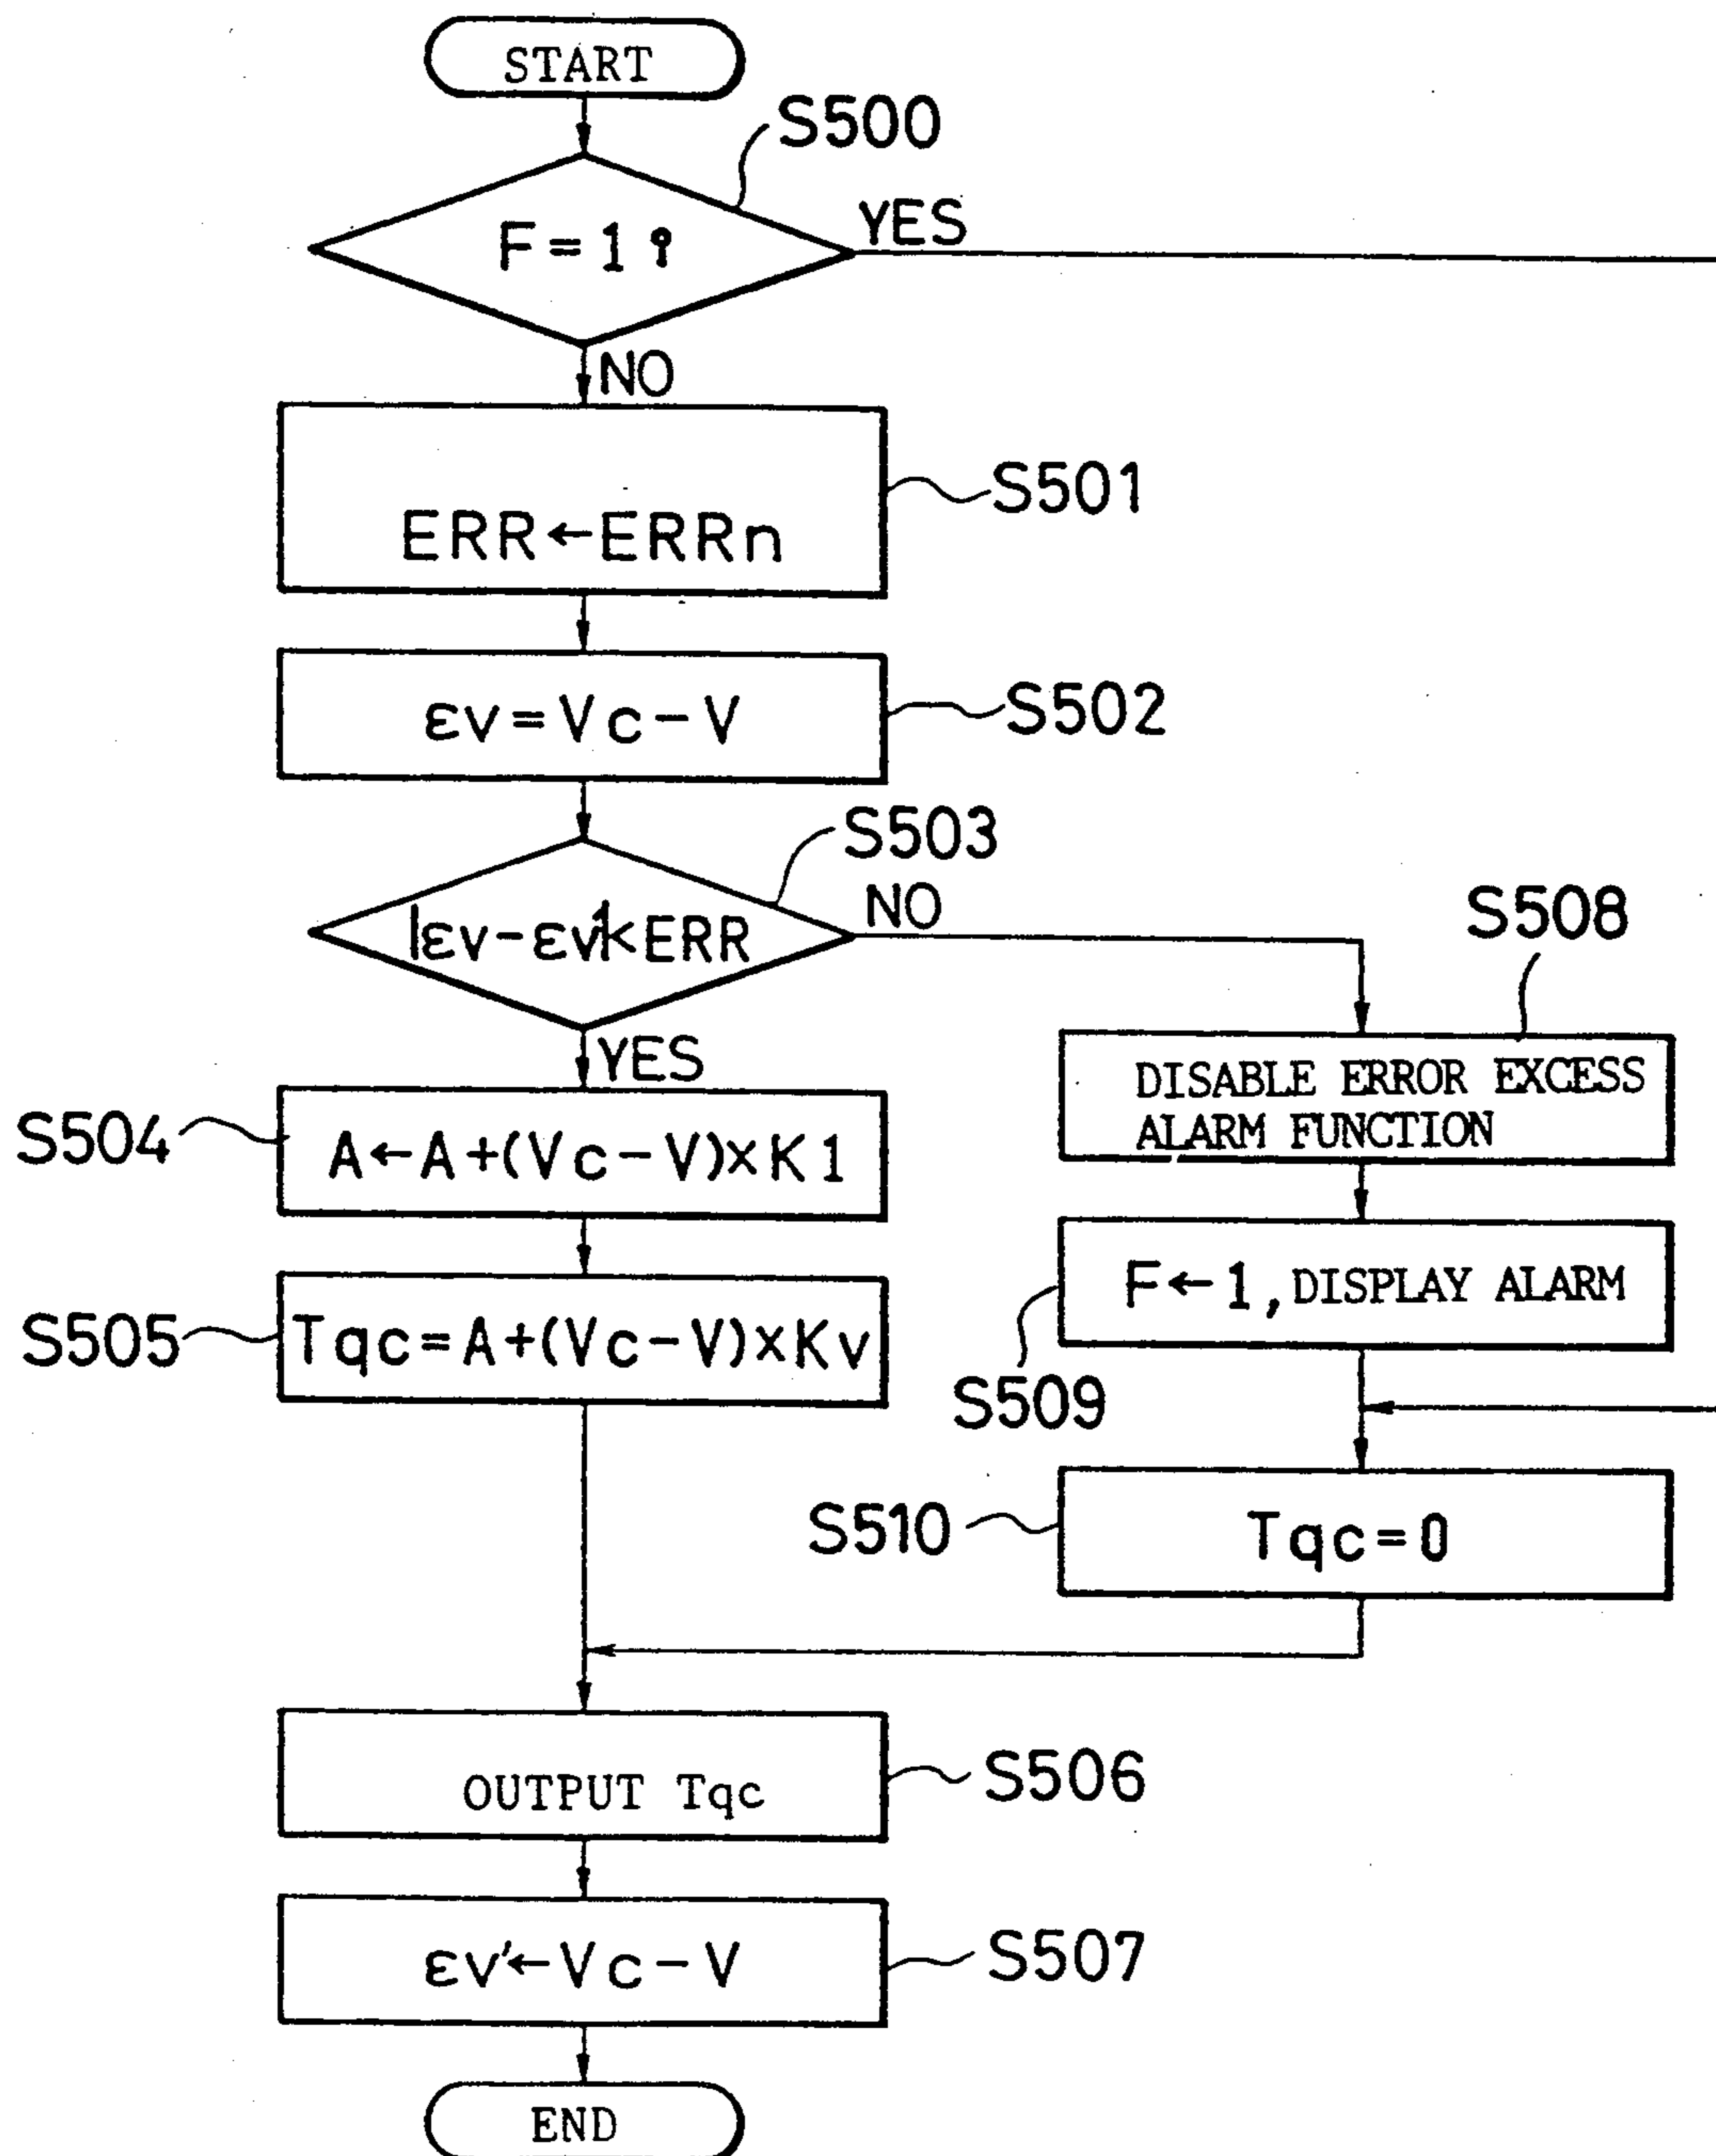 START
S500
F=1?
YES
NO
S501
ERR←ERRn
εv=Vc-V
S502
S503
|εv-εv'|<ERR
NO
YES
S508
DISABLE ERROR EXCESS
ALARM FUNCTION
S504
A←A+(Vc-V)×K1
F←1, DISPLAY ALARM
S509
S505
Tqc=A+(Vc-V)×Kv
S510
Tqc=0
OUTPUT Tqc
S506
εv'←Vc-V
S507
END